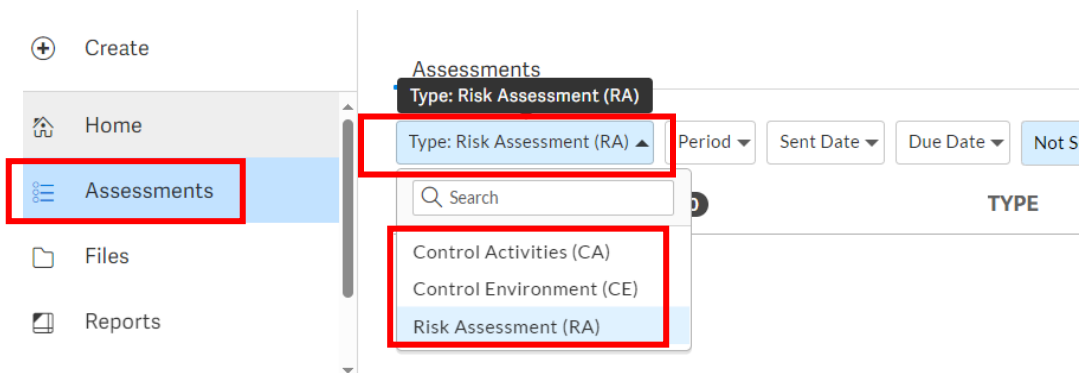 Create
Home
Assessments
Files
Reports
Assessments
Type: Risk Assessment (RA)
Type: Risk Assessment (RA) Period Sent Date Due Date Not S
Search
TYPE
Control Activities (CA)
Control Environment (CE)
Risk Assessment (RA)